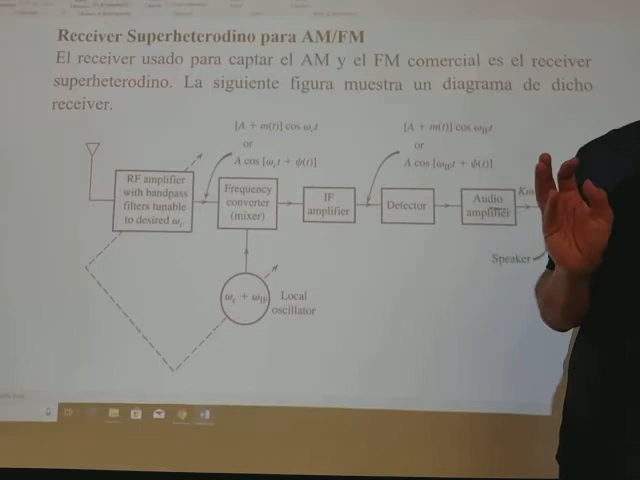 Receiver Superheterodino para AM/FM
El receiver usado para captar el AM y el FM comercial es el receiver
superheterodino. La siguiente figura muestra un diagrama de dicho
receiver.
[A + m(t)] cos ω_c t
or
A cos [ω_c t + ψ(t)]
[A + m(t)] cos ω_IF t
or
A cos [ω_IF t + ψ(t)]
RF amplifier
with bandpass
filters tunable
to desired ω_c
Frequency
converter
(mixer)
IF
amplifier
Detector
Audio
amplifier
Speaker
ω_c + ω_IF
Local
oscillator